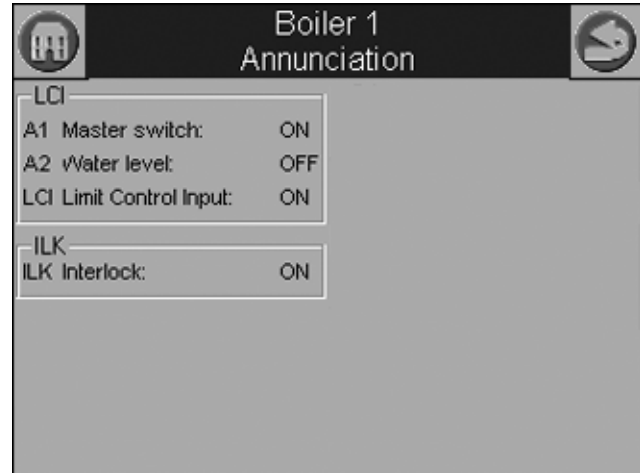 Boiler 1
Annunciation
LCI
A1 Master switch: ON
A2 Water level: OFF
LCI Limit Control Input: ON
ILK
ILK Interlock: ON